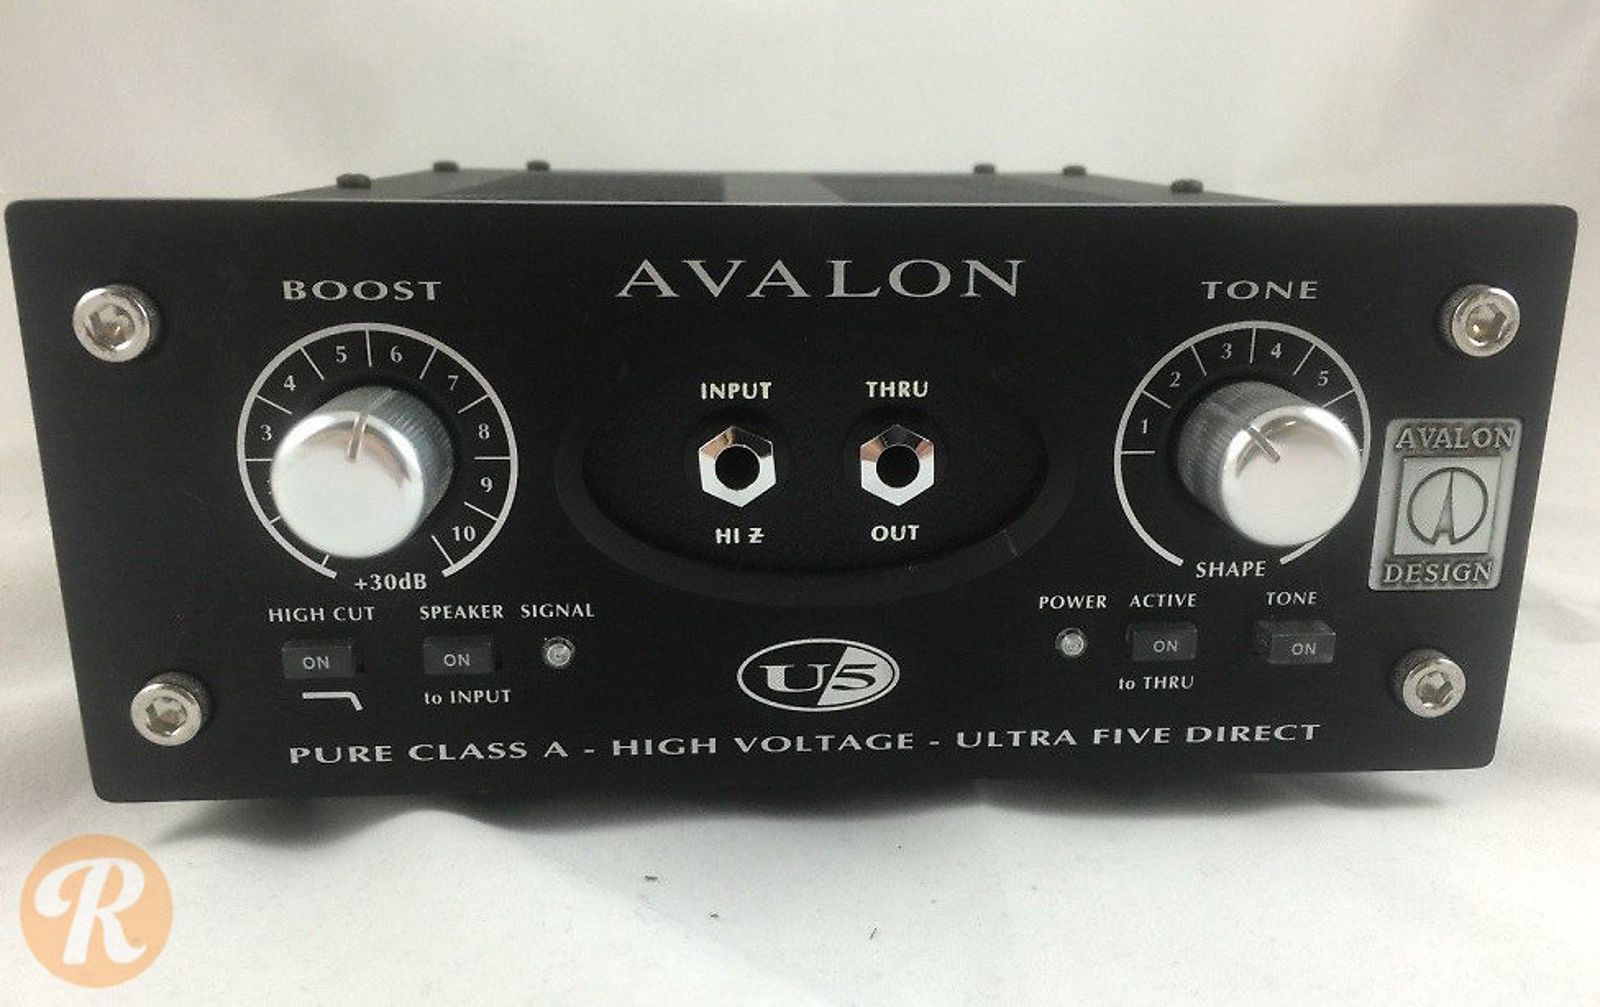 AVALON
BOOST
TONE
3 4 5 6 7 8 9 10
+30dB
INPUT
HI Z
THRU
OUT
1 2 3 4 5
SHAPE
AVALON
DESIGN
HIGH CUT
SPEAKER
SIGNAL
POWER
ACTIVE
TONE
ON
ON
ON
ON
to INPUT
to THRU
U5
PURE CLASS A - HIGH VOLTAGE - ULTRA FIVE DIRECT
R